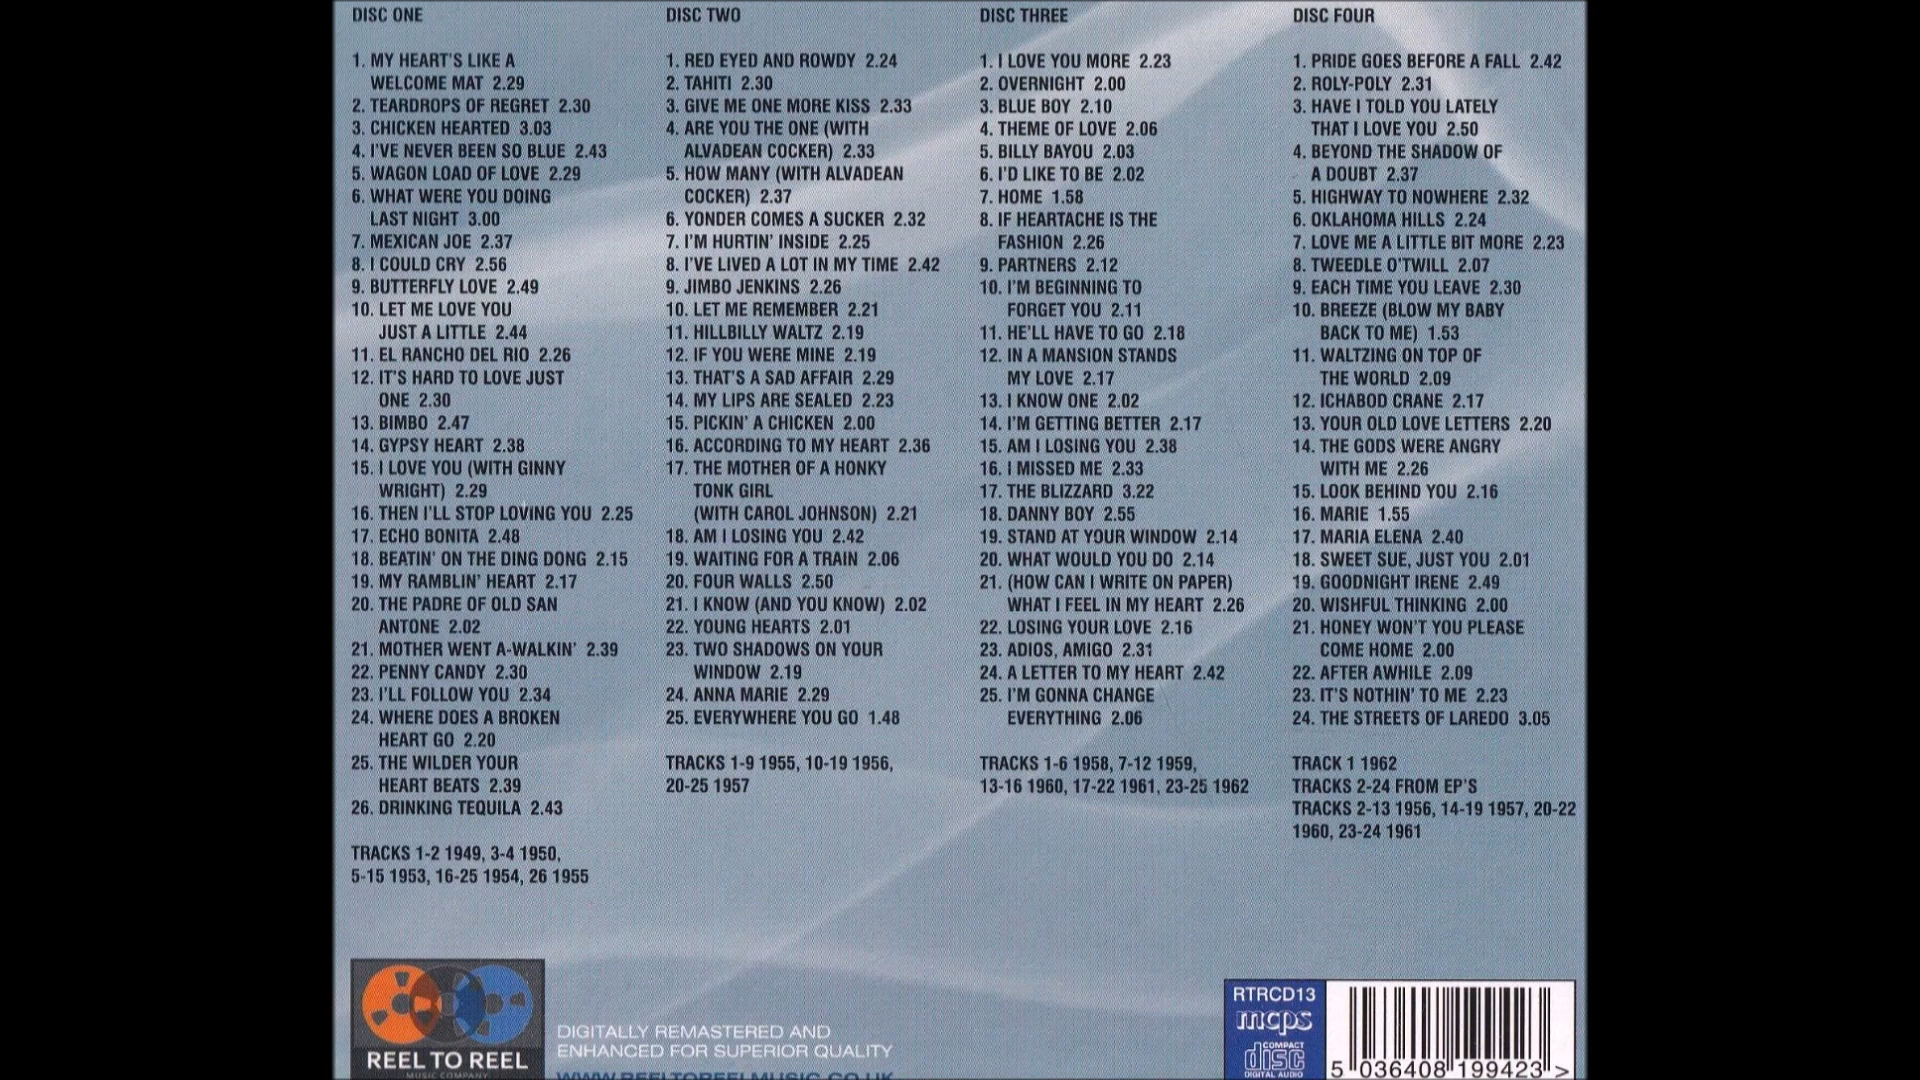 DISC ONE
1. MY HEART'S LIKE A
WELCOME MAT 2.29
2. TEARDROPS OF REGRET 2.30
3. CHICKEN HEARTED 3.03
4. I'VE NEVER BEEN SO BLUE 2.43
5. WAGON LOAD OF LOVE 2.29
6. WHAT WERE YOU DOING
LAST NIGHT 3.00
7. MEXICAN JOE 2.37
8. I COULD CRY 2.56
9. BUTTERFLY LOVE 2.49
10. LET ME LOVE YOU
JUST A LITTLE 2.44
11. EL RANCHO DEL RIO 2.26
12. IT'S HARD TO LOVE JUST
ONE 2.30
13. BIMBO 2.47
14. GYPSY HEART 2.38
15. I LOVE YOU (WITH GINNY
WRIGHT) 2.29
16. THEN I'LL STOP LOVING YOU 2.25
17. ECHO BONITA 2.48
18. BEATIN' ON THE DING DONG 2.15
19. MY RAMBLIN' HEART 2.17
20. THE PADRE OF OLD SAN
ANTONE 2.02
21. MOTHER WENT A-WALKIN' 2.39
22. PENNY CANDY 2.30
23. I'LL FOLLOW YOU 2.34
24. WHERE DOES A BROKEN
HEART GO 2.20
25. THE WILDER YOUR
HEART BEATS 2.39
26. DRINKING TEQUILA 2.43
TRACKS 1-2 1949, 3-4 1950,
5-15 1953, 16-25 1954, 26 1955
DISC TWO
1. RED EYED AND ROWDY 2.24
2. TAHITI 2.30
3. GIVE ME ONE MORE KISS 2.33
4. ARE YOU THE ONE (WITH
ALVADEAN COCKER) 2.33
5. HOW MANY (WITH ALVADEAN
COCKER) 2.37
6. YONDER COMES A SUCKER 2.32
7. I'M HURTIN' INSIDE 2.25
8. I'VE LIVED A LOT IN MY TIME 2.42
9. JIMBO JENKINS 2.26
10. LET ME REMEMBER 2.21
11. HILLBILLY WALTZ 2.19
12. IF YOU WERE MINE 2.19
13. THAT'S A SAD AFFAIR 2.29
14. MY LIPS ARE SEALED 2.23
15. PICKIN' A CHICKEN 2.00
16. ACCORDING TO MY HEART 2.36
17. THE MOTHER OF A HONKY
TONK GIRL
(WITH CAROL JOHNSON) 2.21
18. AM I LOSING YOU 2.42
19. WAITING FOR A TRAIN 2.06
20. FOUR WALLS 2.50
21. I KNOW (AND YOU KNOW) 2.02
22. YOUNG HEARTS 2.01
23. TWO SHADOWS ON YOUR
WINDOW 2.19
24. ANNA MARIE 2.29
25. EVERYWHERE YOU GO 1.48
TRACKS 1-9 1955, 10-19 1956,
20-25 1957
DISC THREE
1. I LOVE YOU MORE 2.23
2. OVERNIGHT 2.00
3. BLUE BOY 2.10
4. THEME OF LOVE 2.06
5. BILLY BAYOU 2.03
6. I'D LIKE TO BE 2.02
7. HOME 1.58
8. IF HEARTACHE IS THE
FASHION 2.26
9. PARTNERS 2.12
10. I'M BEGINNING TO
FORGET YOU 2.11
11. HE'LL HAVE TO GO 2.18
12. IN A MANSION STANDS
MY LOVE 2.17
13. I KNOW ONE 2.02
14. I'M GETTING BETTER 2.17
15. AM I LOSING YOU 2.38
16. I MISSED ME 2.33
17. THE BLIZZARD 3.22
18. DANNY BOY 2.55
19. STAND AT YOUR WINDOW 2.14
20. WHAT WOULD YOU DO 2.14
21. (HOW CAN I WRITE ON PAPER)
WHAT I FEEL IN MY HEART 2.26
22. LOSING YOUR LOVE 2.16
23. ADIOS, AMIGO 2.31
24. A LETTER TO MY HEART 2.42
25. I'M GONNA CHANGE
EVERYTHING 2.06
TRACKS 1-6 1958, 7-12 1959,
13-16 1960, 17-22 1961, 23-25 1962
DISC FOUR
1. PRIDE GOES BEFORE A FALL 2.42
2. ROLY-POLY 2.31
3. HAVE I TOLD YOU LATELY
THAT I LOVE YOU 2.50
4. BEYOND THE SHADOW OF
A DOUBT 2.37
5. HIGHWAY TO NOWHERE 2.32
6. OKLAHOMA HILLS 2.24
7. LOVE ME A LITTLE BIT MORE 2.23
8. TWEEDLE O'TWILL 2.07
9. EACH TIME YOU LEAVE 2.30
10. BREEZE (BLOW MY BABY
BACK TO ME) 1.53
11. WALTZING ON TOP OF
THE WORLD 2.09
12. ICHABOD CRANE 2.17
13. YOUR OLD LOVE LETTERS 2.20
14. THE GODS WERE ANGRY
WITH ME 2.26
15. LOOK BEHIND YOU 2.16
16. MARIE 1.55
17. MARIA ELENA 2.40
18. SWEET SUE, JUST YOU 2.01
19. GOODNIGHT IRENE 2.49
20. WISHFUL THINKING 2.00
21. HONEY WON'T YOU PLEASE
COME HOME 2.00
22. AFTER AWHILE 2.09
23. IT'S NOTHIN' TO ME 2.23
24. THE STREETS OF LAREDO 3.05
TRACK 1 1962
TRACKS 2-24 FROM EP'S
TRACKS 2-13 1956, 14-19 1957, 20-22
1960, 23-24 1961
REEL TO REEL
MUSIC COMPANY
DIGITALLY REMASTERED AND
ENHANCED FOR SUPERIOR QUALITY
WWW.REELTOREELMUSIC.CO.UK
RTRCD13
mcps
COMPACT
disc
DIGITAL AUDIO
5 036408 199423 >